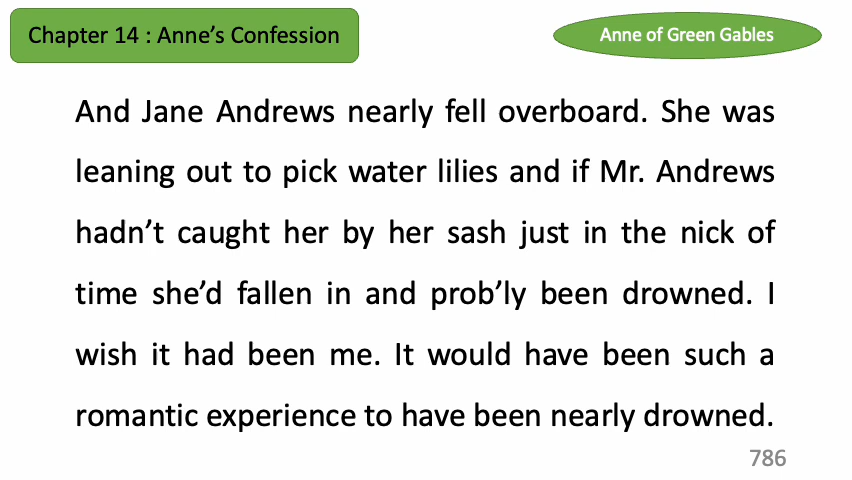 Chapter 14 : Anne’s Confession
Anne of Green Gables
And Jane Andrews nearly fell overboard. She was
leaning out to pick water lilies and if Mr. Andrews
hadn’t caught her by her sash just in the nick of
time she’d fallen in and prob’ly been drowned. I
wish it had been me. It would have been such a
romantic experience to have been nearly drowned.
786